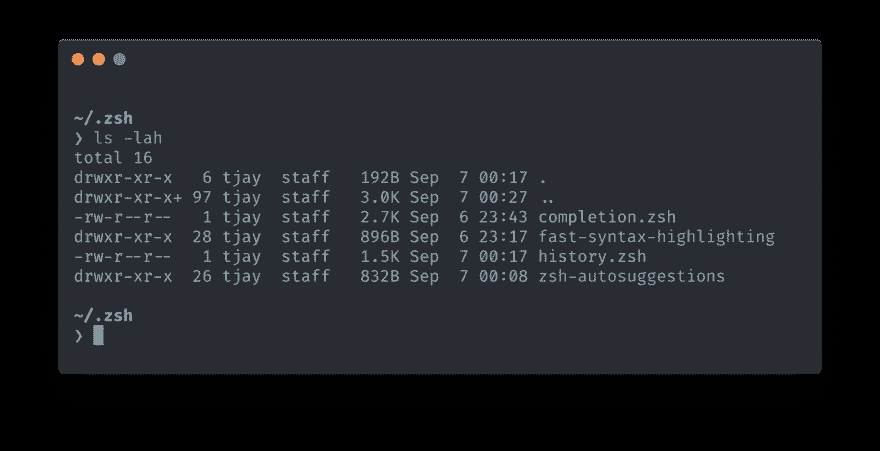 ~/.zsh
❯ ls -lah
total 16
drwxr-xr-x   6 tjay  staff   192B Sep  7 00:17 .
drwxr-xr-x+ 97 tjay  staff   3.0K Sep  7 00:27 ..
-rw-r--r--   1 tjay  staff   2.7K Sep  6 23:43 completion.zsh
drwxr-xr-x  28 tjay  staff   896B Sep  6 23:17 fast-syntax-highlighting
-rw-r--r--   1 tjay  staff   1.5K Sep  7 00:17 history.zsh
drwxr-xr-x  26 tjay  staff   832B Sep  7 00:08 zsh-autosuggestions
~/.zsh
❯